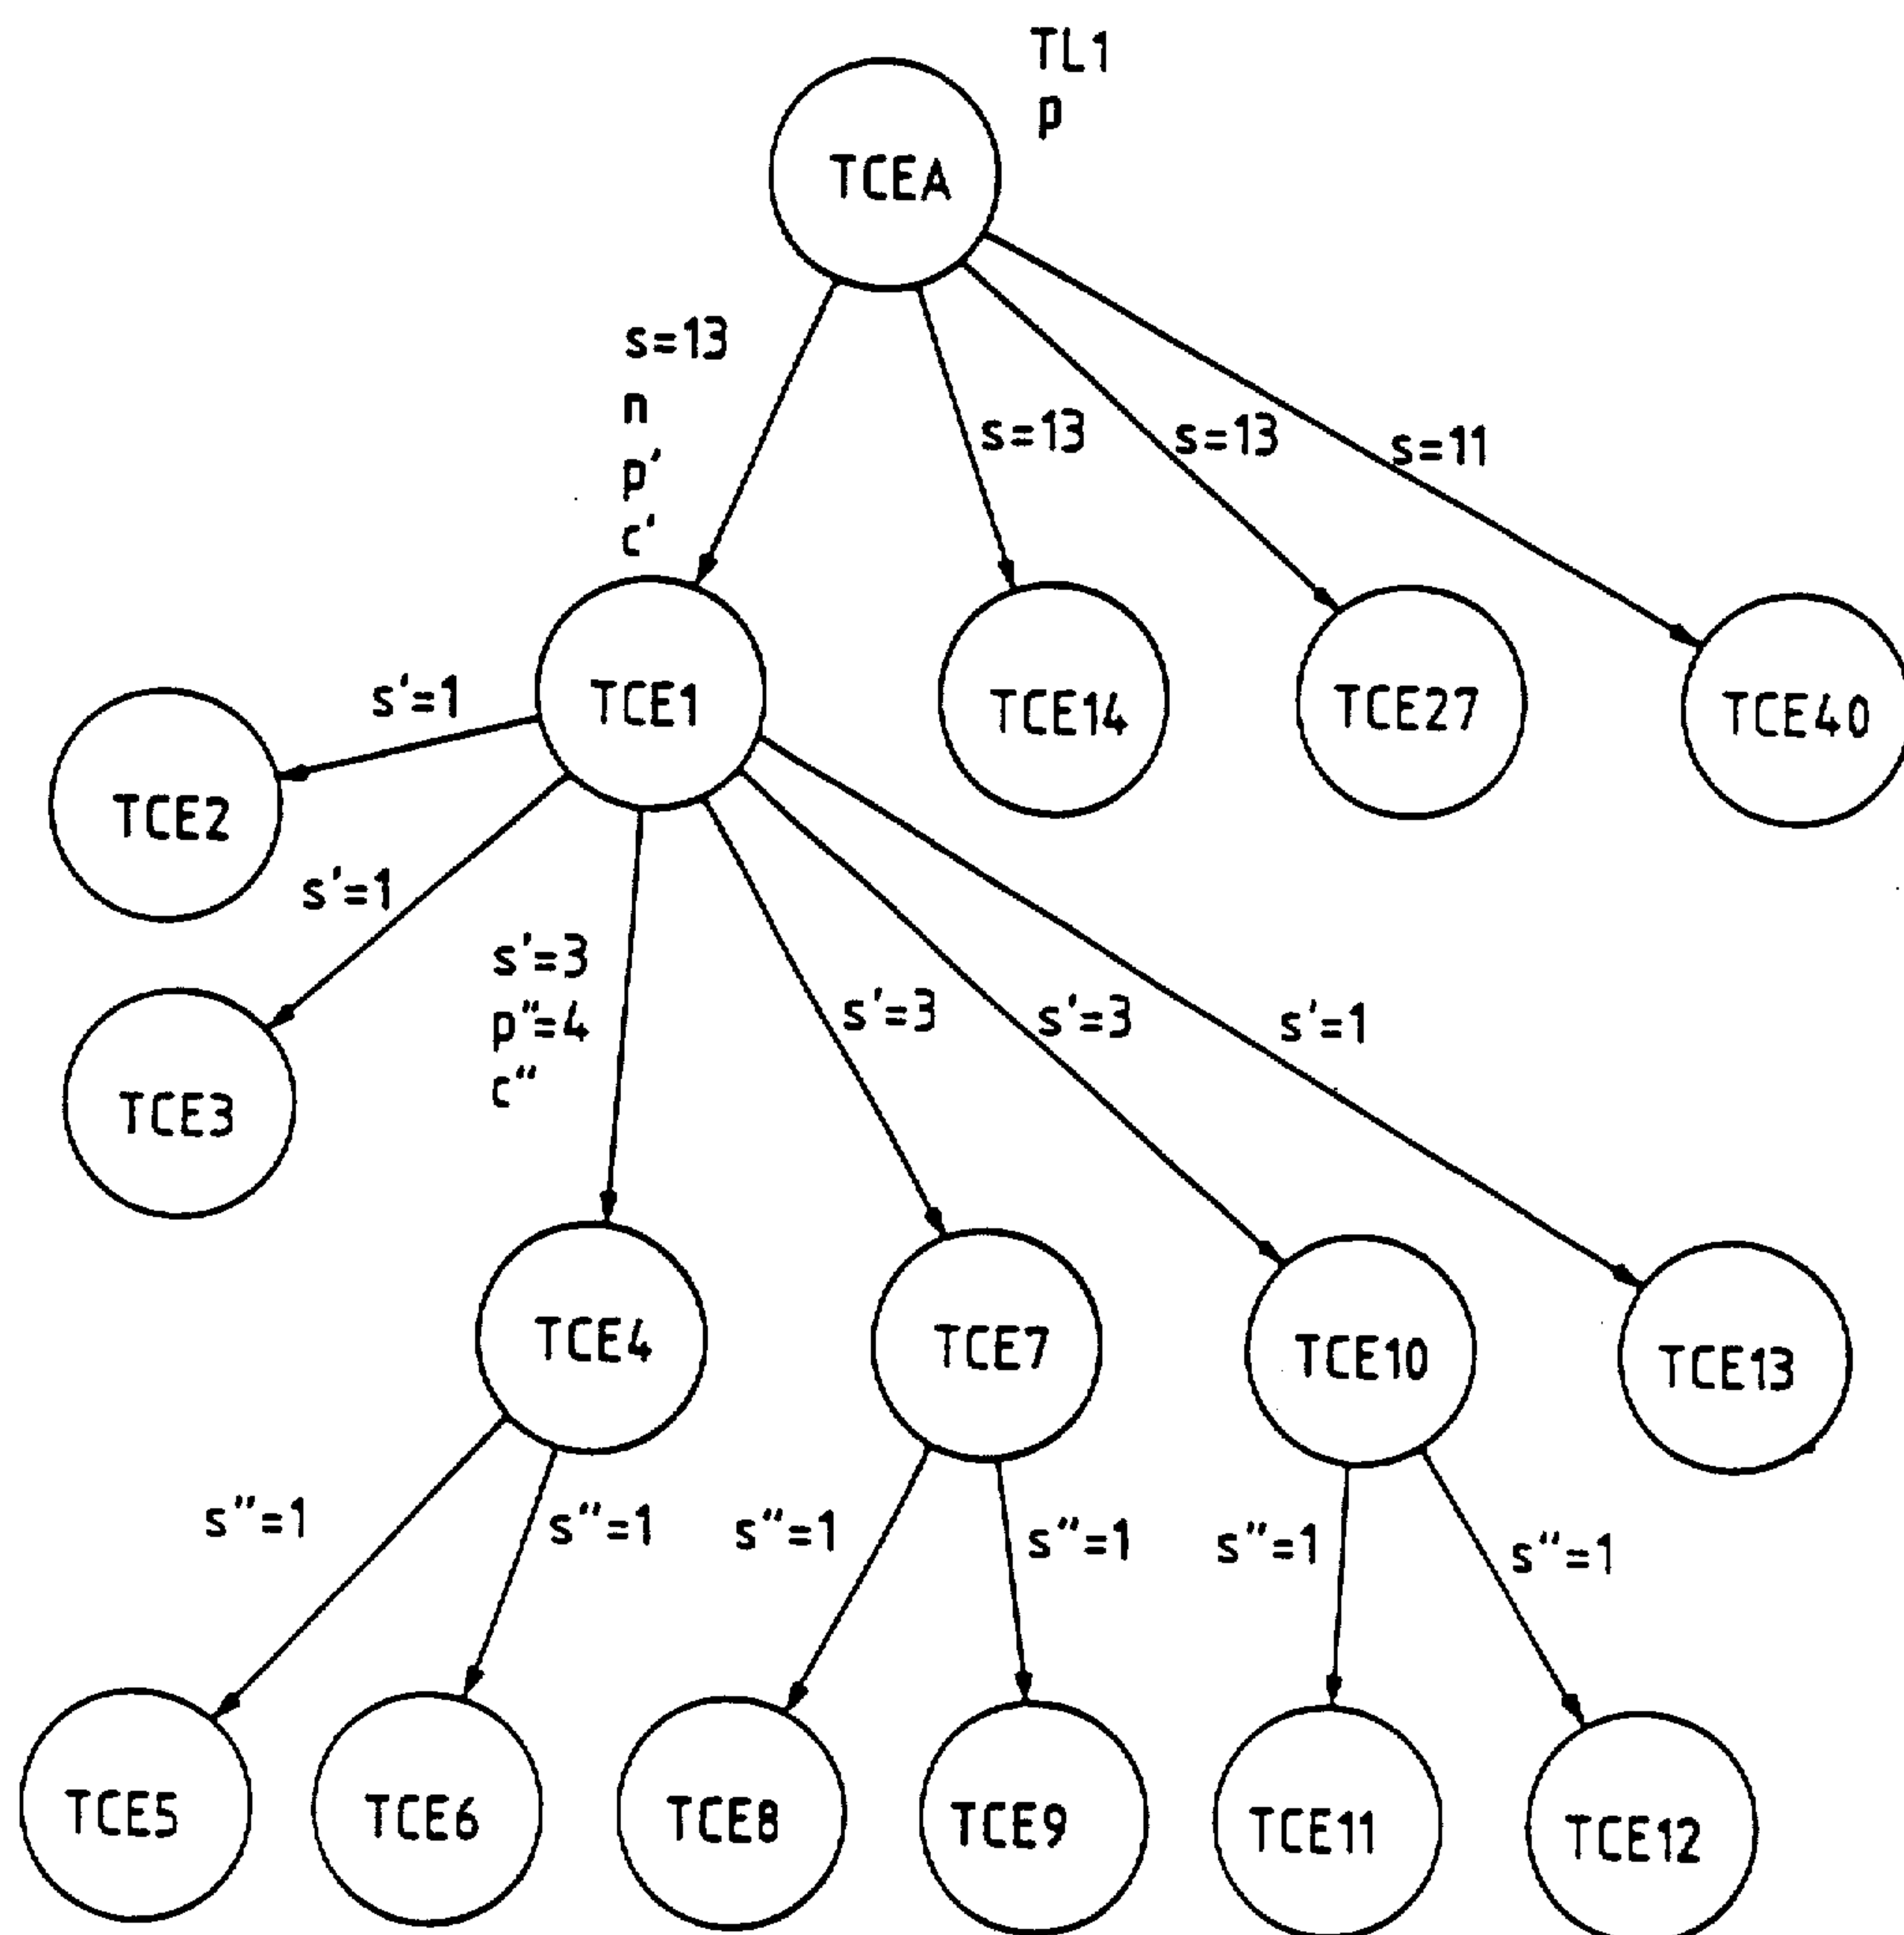 TL1
p
TCEA
s=13
n
p'
c'
s=13
s=13
s=11
TCE1
TCE14
TCE27
TCE40
s'=1
TCE2
s'=1
TCE3
s'=3
p"=4
c"
s'=3
s'=3
s'=1
TCE4
TCE7
TCE10
TCE13
s"=1
s"=1
s"=1
s"=1
s"=1
s"=1
TCE5
TCE6
TCE8
TCE9
TCE11
TCE12